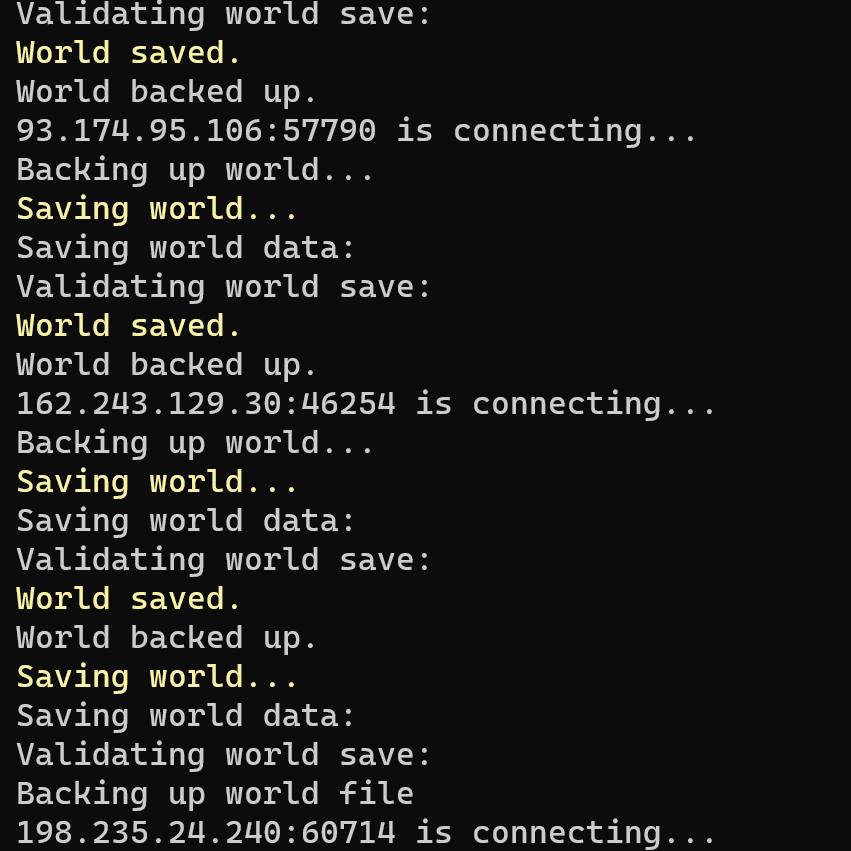 Validating world save:
World saved.
World backed up.
93.174.95.106:57790 is connecting...
Backing up world...
Saving world...
Saving world data:
Validating world save:
World saved.
World backed up.
162.243.129.30:46254 is connecting...
Backing up world...
Saving world...
Saving world data:
Validating world save:
World saved.
World backed up.
Saving world...
Saving world data:
Validating world save:
Backing up world file
198.235.24.240:60714 is connecting...